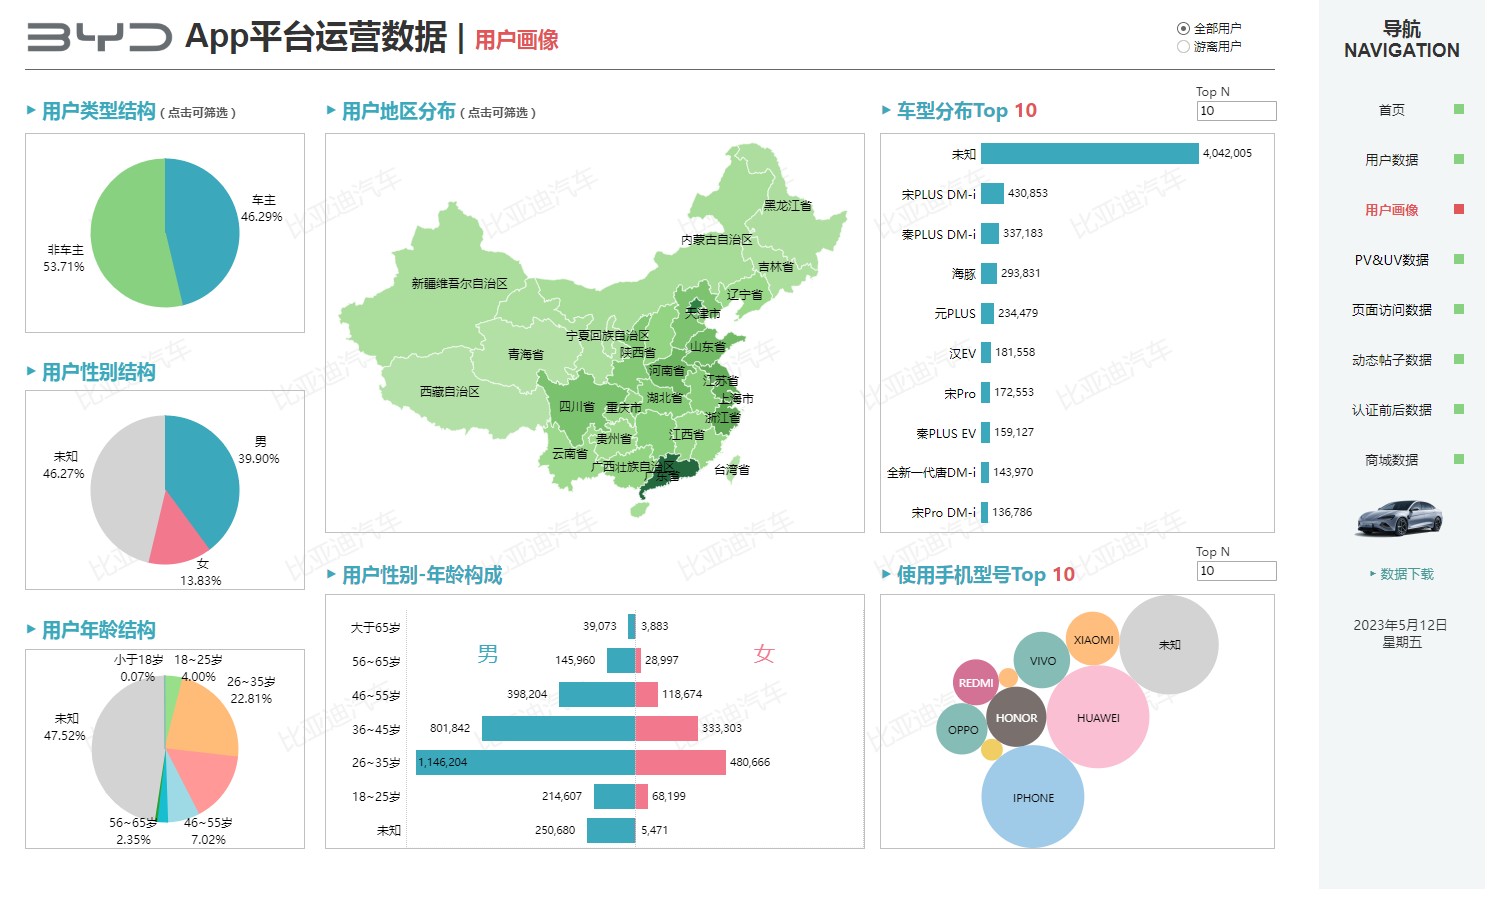 BYD App平台运营数据 | 用户画像
全部用户
游离用户
用户类型结构 ( 点击可筛选 )
车主
46.29%
非车主
53.71%
用户性别结构
男
39.90%
未知
46.27%
女
13.83%
用户年龄结构
小于18岁
0.07%
18~25岁
4.00%
26~35岁
22.81%
未知
47.52%
56~65岁
2.35%
46~55岁
7.02%
用户地区分布 ( 点击可筛选 )
黑龙江省
内蒙古自治区
吉林省
新疆维吾尔自治区
辽宁省
天津市
宁夏回族自治区
青海省
陕西省
山东省
河南省
西藏自治区
江苏省
四川省
重庆市
湖北省
上海市
浙江省
贵州省
江西省
云南省
广西壮族自治区
广东省
台湾省
用户性别-年龄构成
男
女
大于65岁 39,073 3,883
56~65岁 145,960 28,997
46~55岁 398,204 118,674
36~45岁 801,842 333,303
26~35岁 1,146,204 480,666
18~25岁 214,607 68,199
未知 250,680 5,471
车型分布Top 10
Top N
10
未知 4,042,005
宋PLUS DM-i 430,853
秦PLUS DM-i 337,183
海豚 293,831
元PLUS 234,479
汉EV 181,558
宋Pro 172,553
秦PLUS EV 159,127
全新一代唐DM-i 143,970
宋Pro DM-i 136,786
使用手机型号Top 10
Top N
10
XIAOMI
未知
VIVO
REDMI
HONOR
HUAWEI
OPPO
IPHONE
导航
NAVIGATION
首页
用户数据
用户画像
PV&UV数据
页面访问数据
动态帖子数据
认证前后数据
商城数据
数据下载
2023年5月12日
星期五
比亚迪汽车